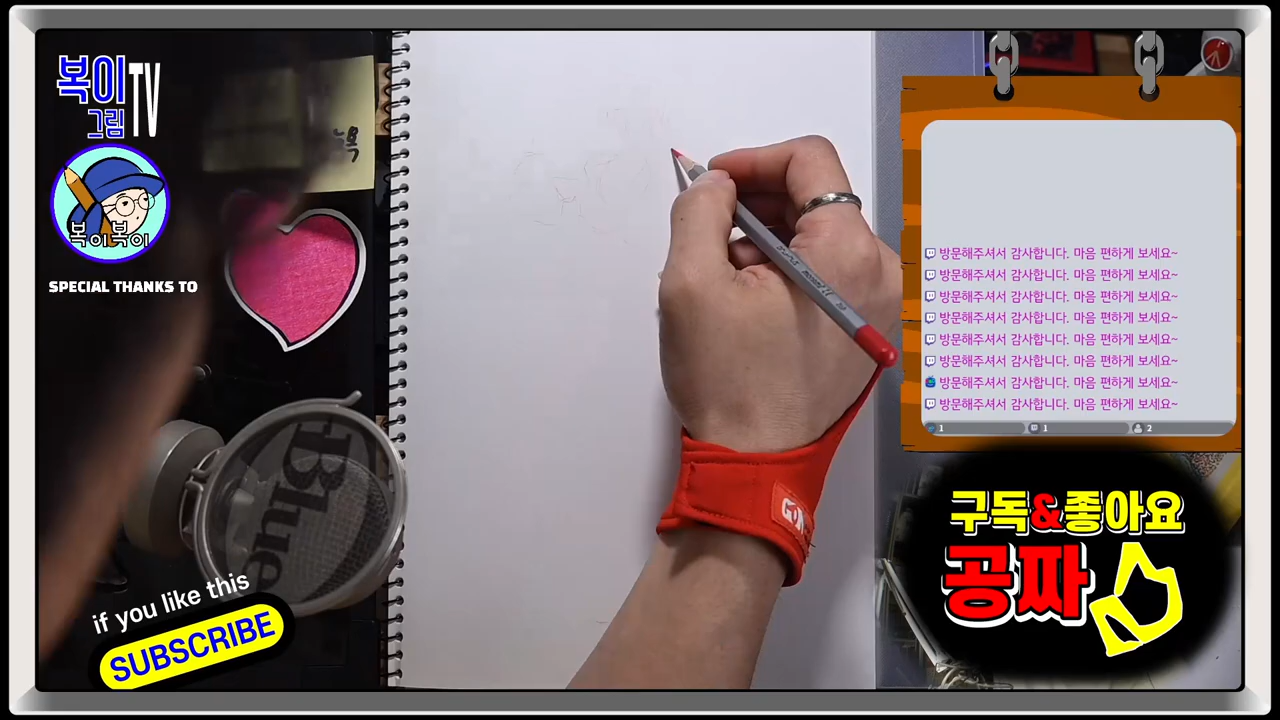 복이TV
그림
복이복이
SPECIAL THANKS TO
Blue
if you like this
SUBSCRIBE
방문해주셔서 감사합니다. 마음 편하게 보세요~
방문해주셔서 감사합니다. 마음 편하게 보세요~
방문해주셔서 감사합니다. 마음 편하게 보세요~
방문해주셔서 감사합니다. 마음 편하게 보세요~
방문해주셔서 감사합니다. 마음 편하게 보세요~
방문해주셔서 감사합니다. 마음 편하게 보세요~
방문해주셔서 감사합니다. 마음 편하게 보세요~
방문해주셔서 감사합니다. 마음 편하게 보세요~
1 1 2
구독&좋아요
공짜